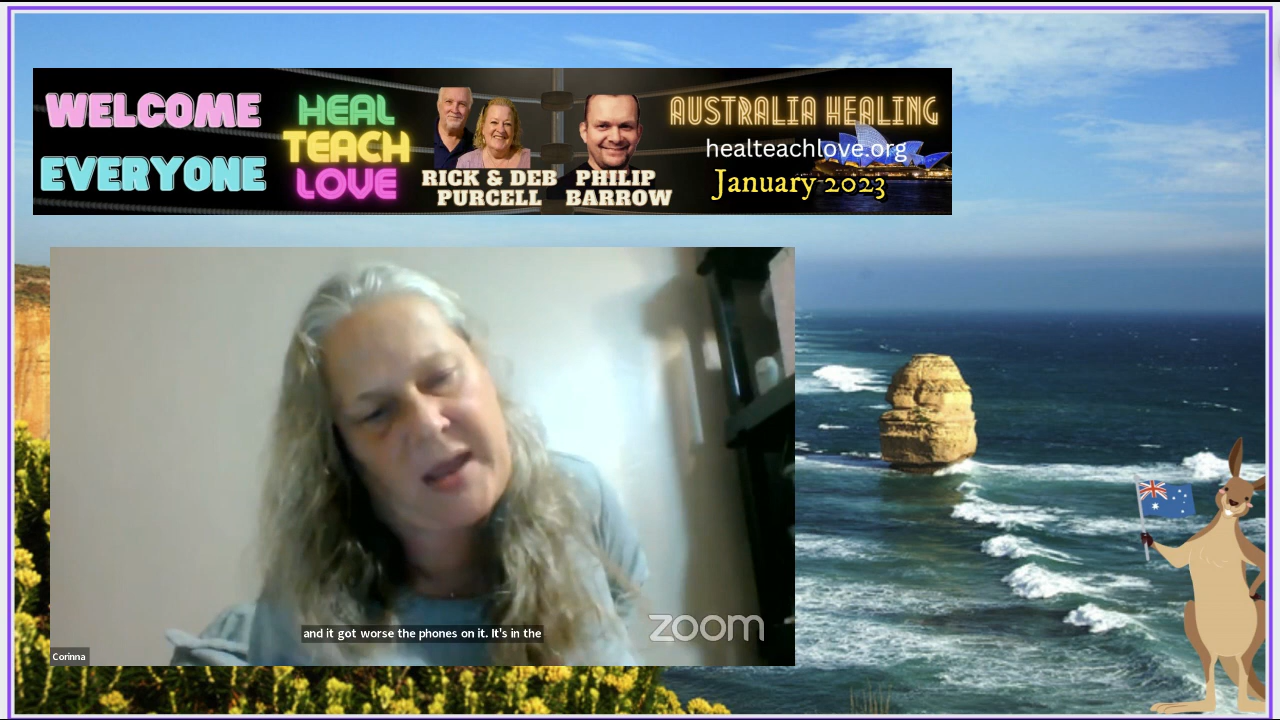 WELCOME
EVERYONE
HEAL
TEACH
LOVE
RICK & DEB
PURCELL
PHILIP
BARROW
AUSTRALIA HEALING
healteachlove.org
January 2023
and it got worse the phones on it. It's in the
zoom
Corinna